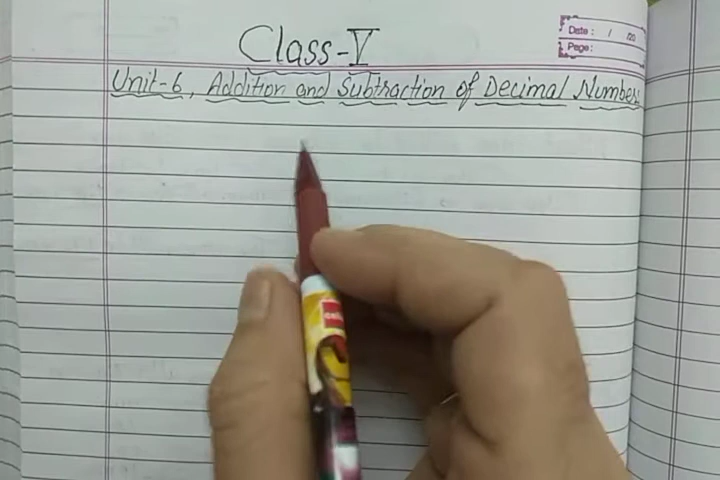 Class-V
Date: / /20
Page:
Unit-6, Addition and Subtraction of Decimal Numbers